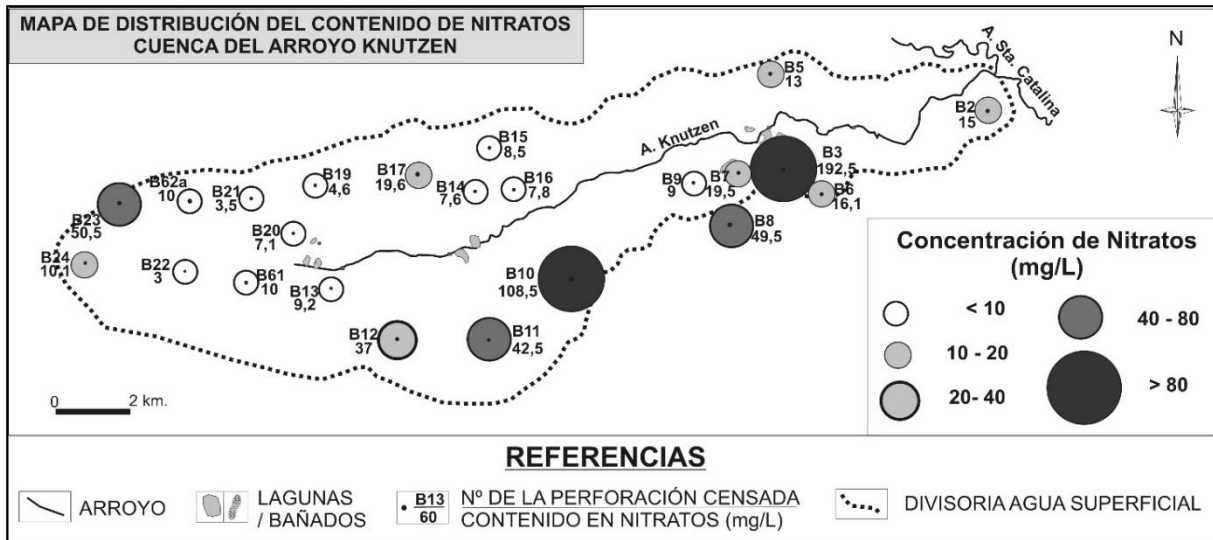 MAPA DE DISTRIBUCIÓN DEL CONTENIDO DE NITRATOS
CUENCA DEL ARROYO KNUTZEN
A. Sta. Catalina
N
B5
13
B2
15
A. Knutzen
B15
8,5
B3
192,5
B62a
10
B21
3,5
B19
4,6
B17
19,6
B14
7,6
B16
7,8
B9
9
B7
19,5
B6
16,1
B23
50,5
B20
7,1
B8
49,5
B24
10,1
B22
3
B61
10
B13
9,2
B10
108,5
B12
37
B11
42,5
0 2 km.
Concentración de Nitratos
(mg/L)
< 10
10 - 20
20- 40
40 - 80
> 80
REFERENCIAS
ARROYO
LAGUNAS
/ BAÑADOS
B13
60
Nº DE LA PERFORACIÓN CENSADA
CONTENIDO EN NITRATOS (mg/L)
DIVISORIA AGUA SUPERFICIAL